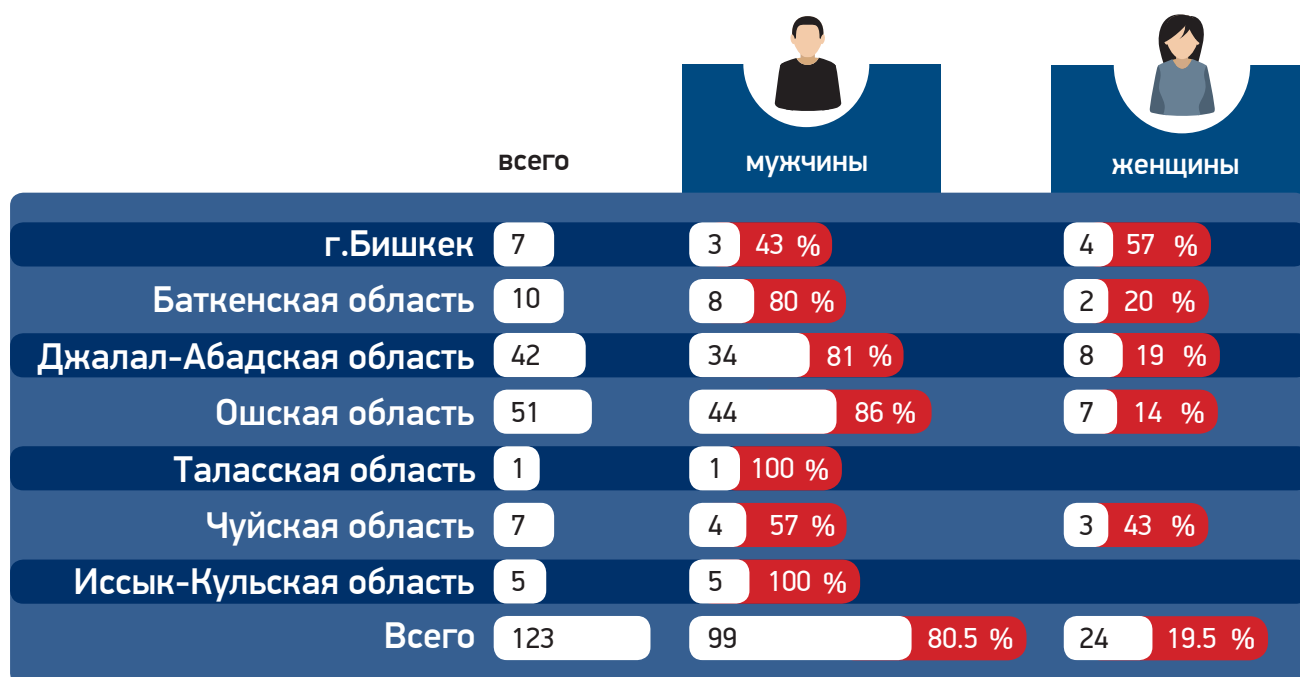 всего мужчины женщины
г.Бишкек 7 3 43 % 4 57 %
Баткенская область 10 8 80 % 2 20 %
Джалал-Абадская область 42 34 81 % 8 19 %
Ошская область 51 44 86 % 7 14 %
Таласская область 1 1 100 %
Чуйская область 7 4 57 % 3 43 %
Иссык-Кульская область 5 5 100 %
Всего 123 99 80.5 % 24 19.5 %